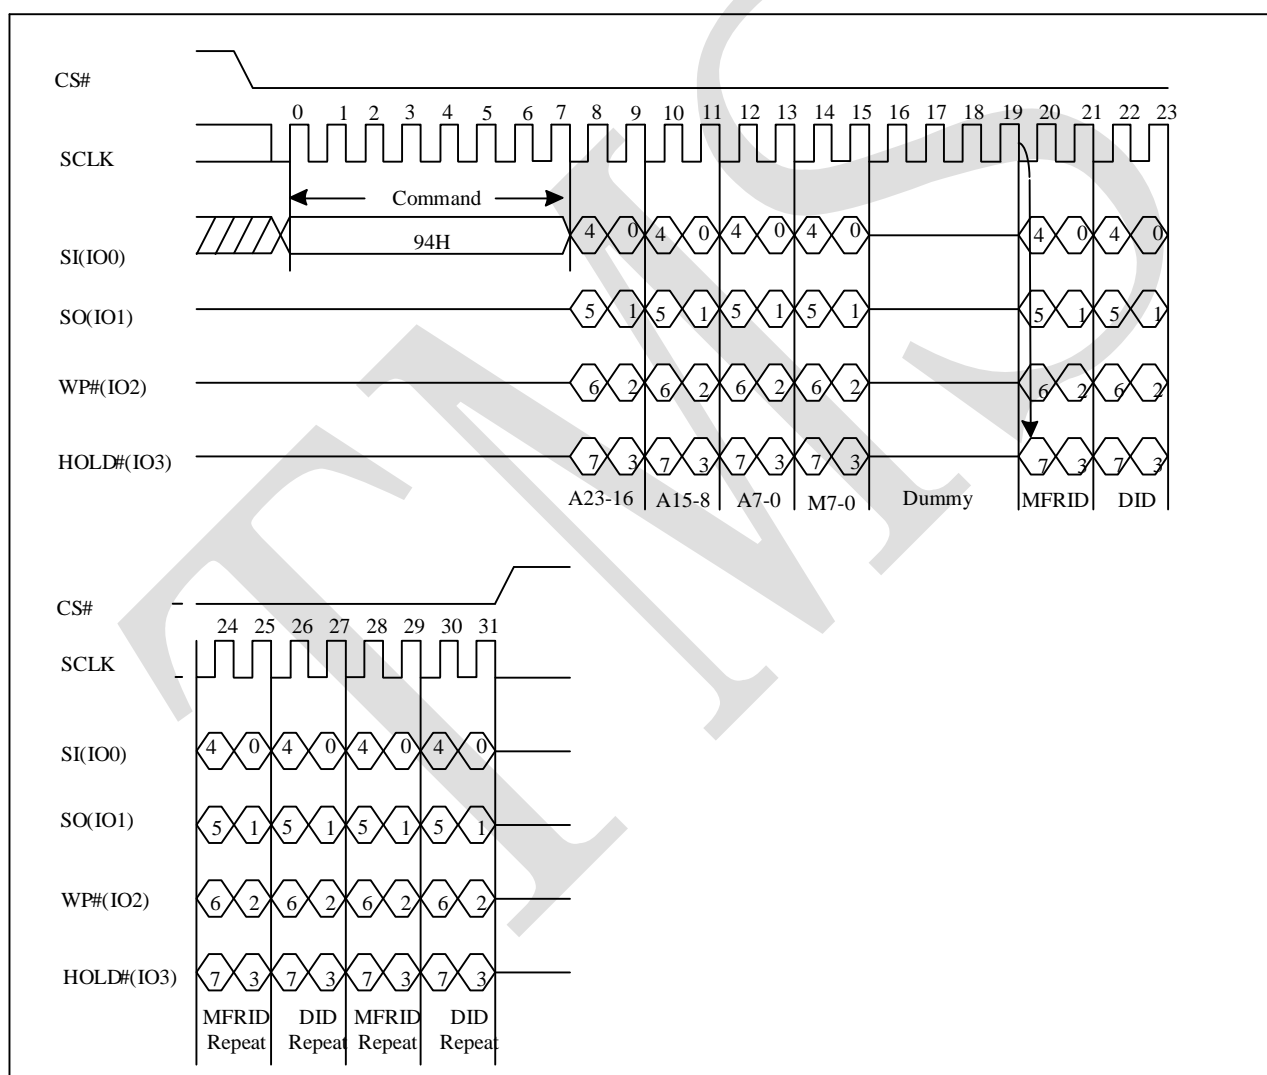 CS#
0 1 2 3 4 5 6 7 8 9 10 11 12 13 14 15 16 17 18 19 20 21 22 23
SCLK
Command
94H
4 0 4 0 4 0 4 0 4 0 4 0
SI(IO0)
5 1 5 1 5 1 5 1 5 1 5 1
SO(IO1)
6 2 6 2 6 2 6 2 6 2 6 2
WP#(IO2)
7 3 7 3 7 3 7 3 7 3 7 3
HOLD#(IO3)
A23-16 A15-8 A7-0 M7-0 Dummy MFRID DID
CS#
24 25 26 27 28 29 30 31
SCLK
4 0 4 0 4 0 4 0
SI(IO0)
5 1 5 1 5 1 5 1
SO(IO1)
6 2 6 2 6 2 6 2
WP#(IO2)
7 3 7 3 7 3 7 3
HOLD#(IO3)
MFRID DID MFRID DID
Repeat Repeat Repeat Repeat
TMS